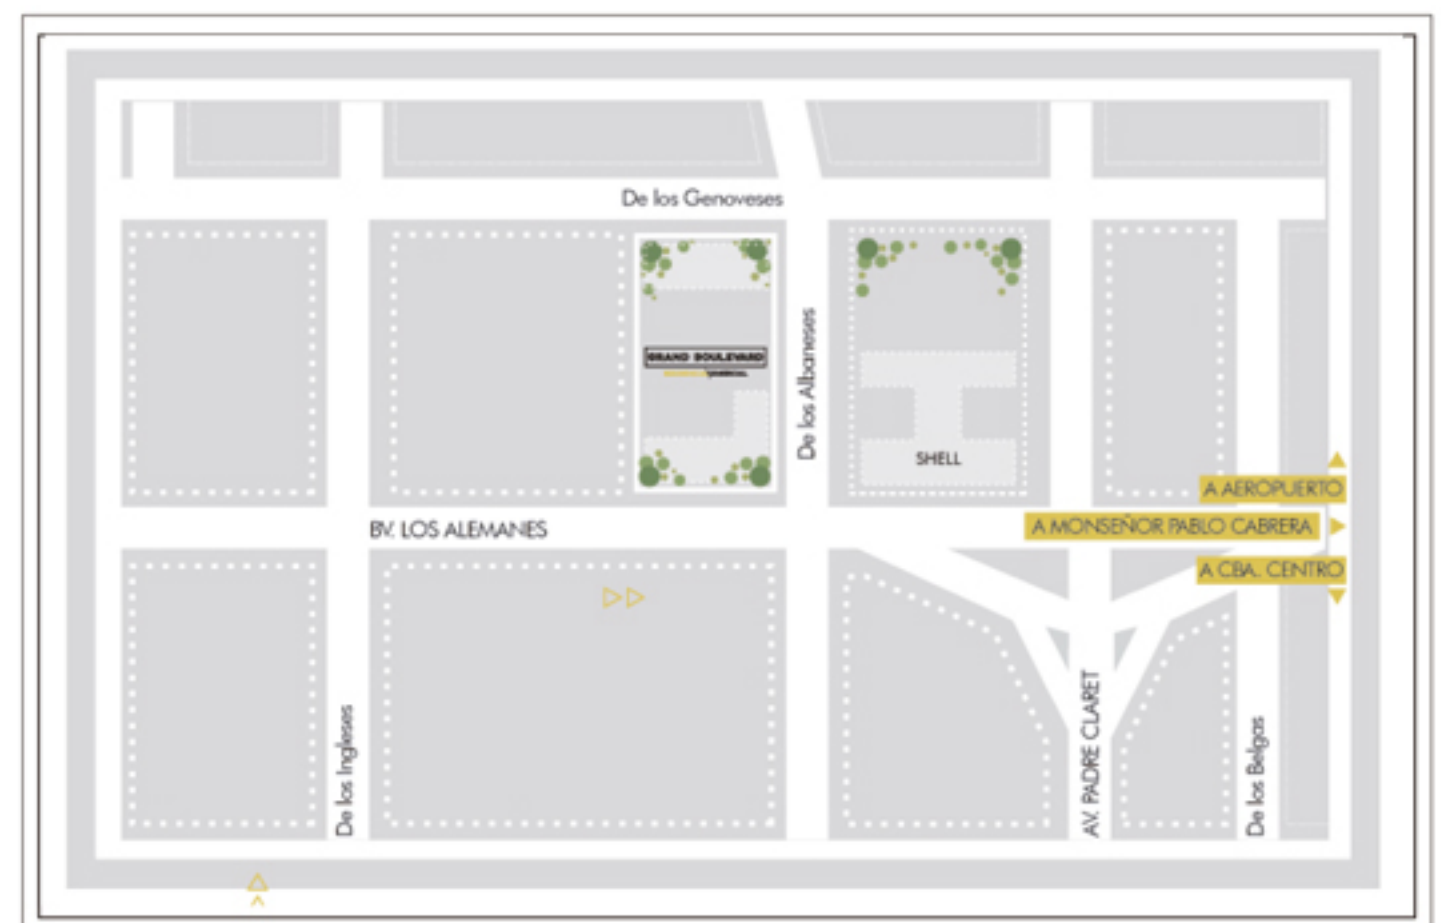 De los Genoveses
De los Albaneses
GRAND BOULEVARD
SHELL
A AEROPUERTO
BV. LOS ALEMANES
A MONSEÑOR PABLO CABRERA
A CBA. CENTRO
De los Ingleses
AV. PADRE CLARET
De los Belgas